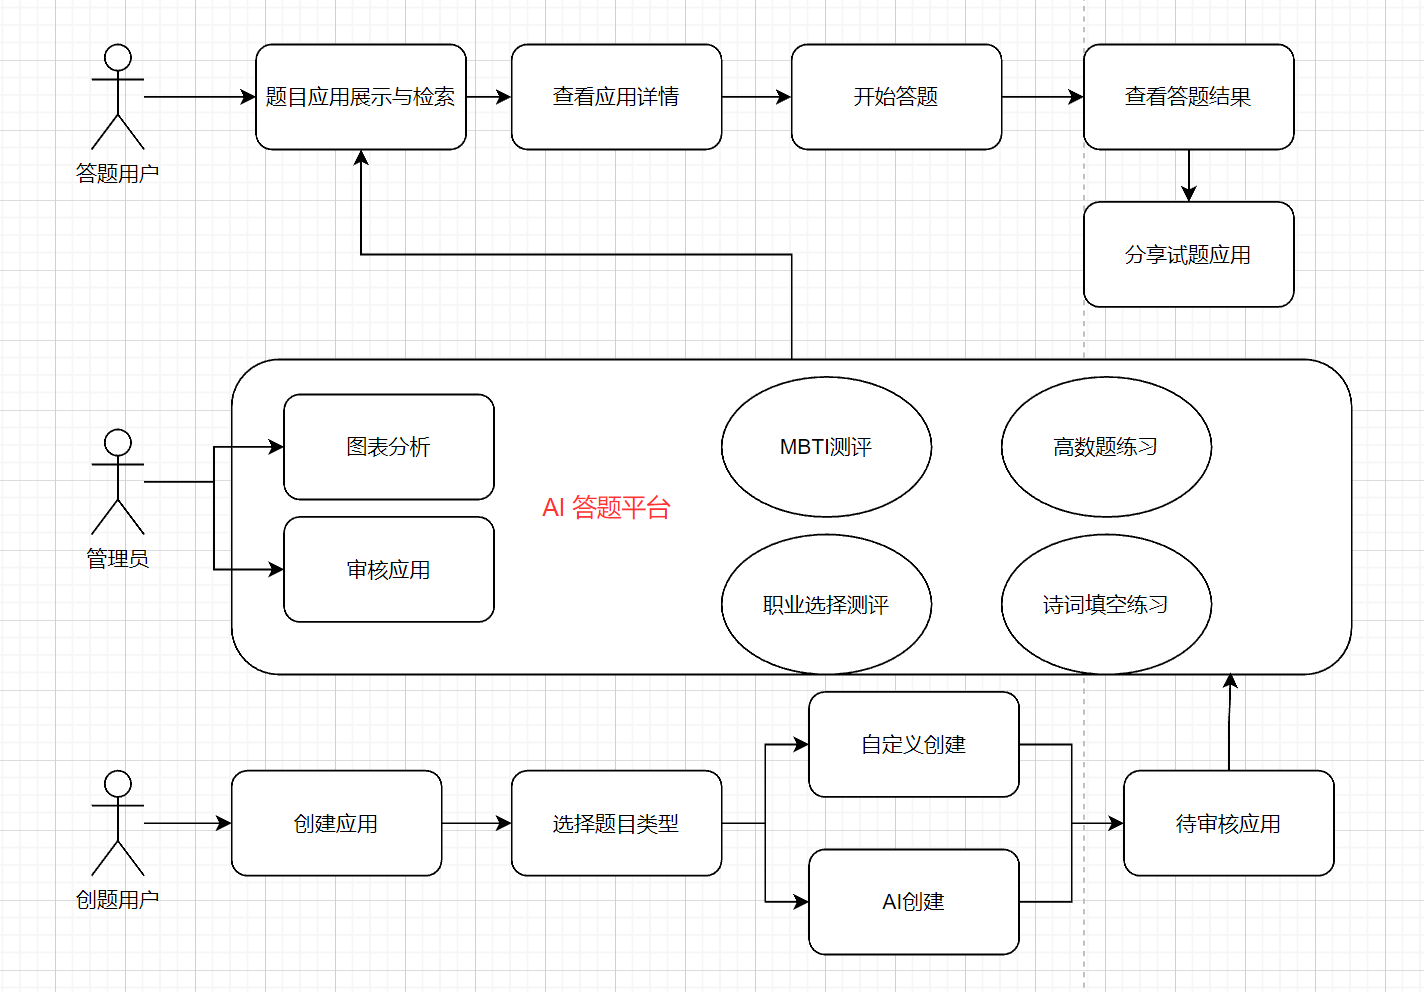 题目应用展示与检索
查看应用详情
开始答题
查看答题结果
答题用户
分享试题应用
图表分析
MBTI测评
高数题练习
AI 答题平台
管理员
审核应用
职业选择测评
诗词填空练习
自定义创建
创建应用
选择题目类型
待审核应用
创题用户
AI创建